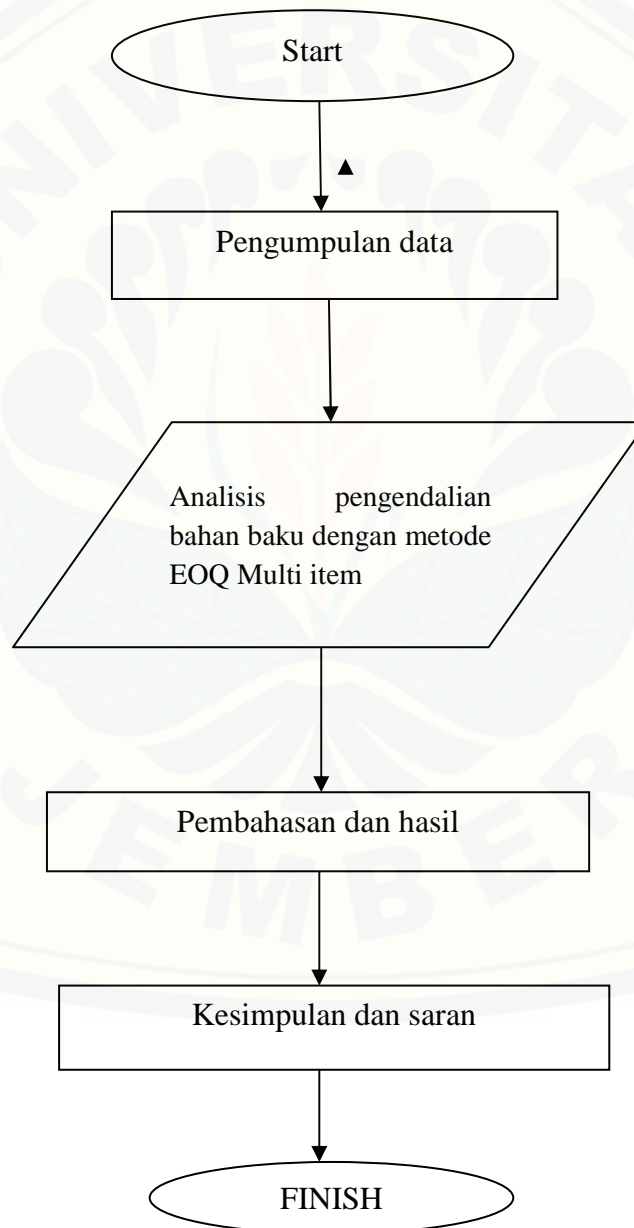 Start
Pengumpulan data
Analisis pengendalian
bahan baku dengan metode
EOQ Multi item
Pembahasan dan hasil
Kesimpulan dan saran
FINISH